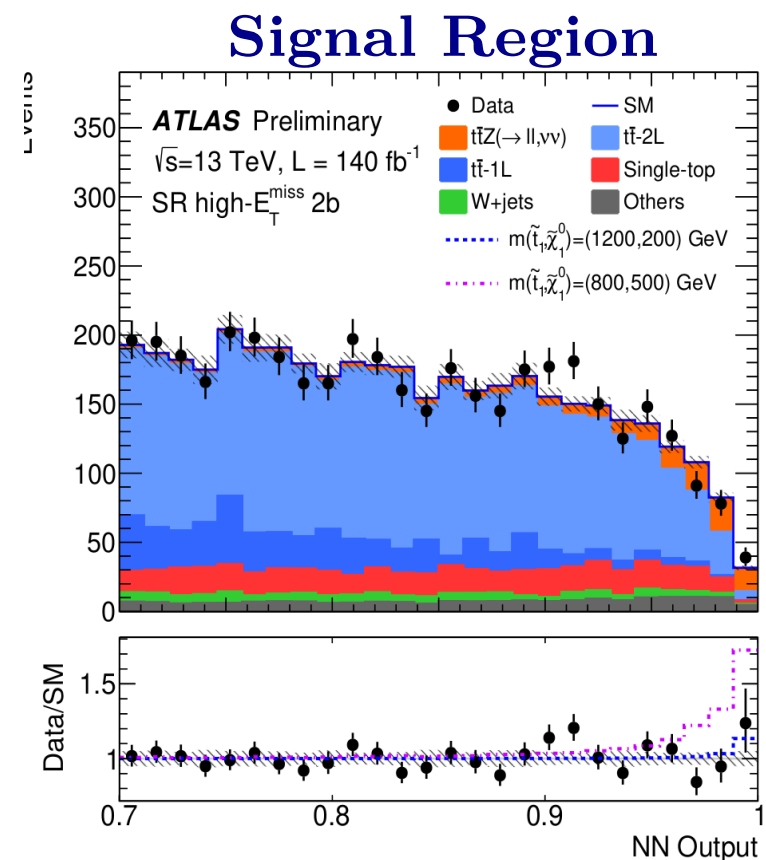 Signal Region
Events
ATLAS Preliminary
√s=13 TeV, L = 140 fb⁻¹
SR high-E_T^miss 2b
Data
SM
tt̄Z(→ll,νν)
tt̄-2L
tt̄-1L
Single-top
W+jets
Others
m(t̃₁,χ̃₁⁰)=(1200,200) GeV
m(t̃₁,χ̃₁⁰)=(800,500) GeV
350
300
250
200
150
100
50
0
Data/SM
1.5
1
0.7
0.8
0.9
1
NN Output